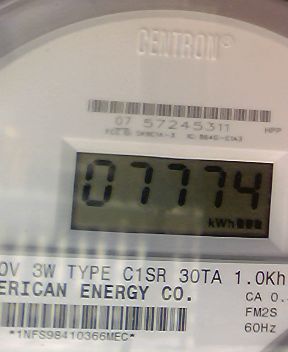 CENTRON®
07 57245311
HPP
07774
kWh
0V 3W TYPE C1SR 30TA 1.0Kh
ERICAN ENERGY CO.
CA 0.
FM2S
60Hz
*1NFS98410366MEC*